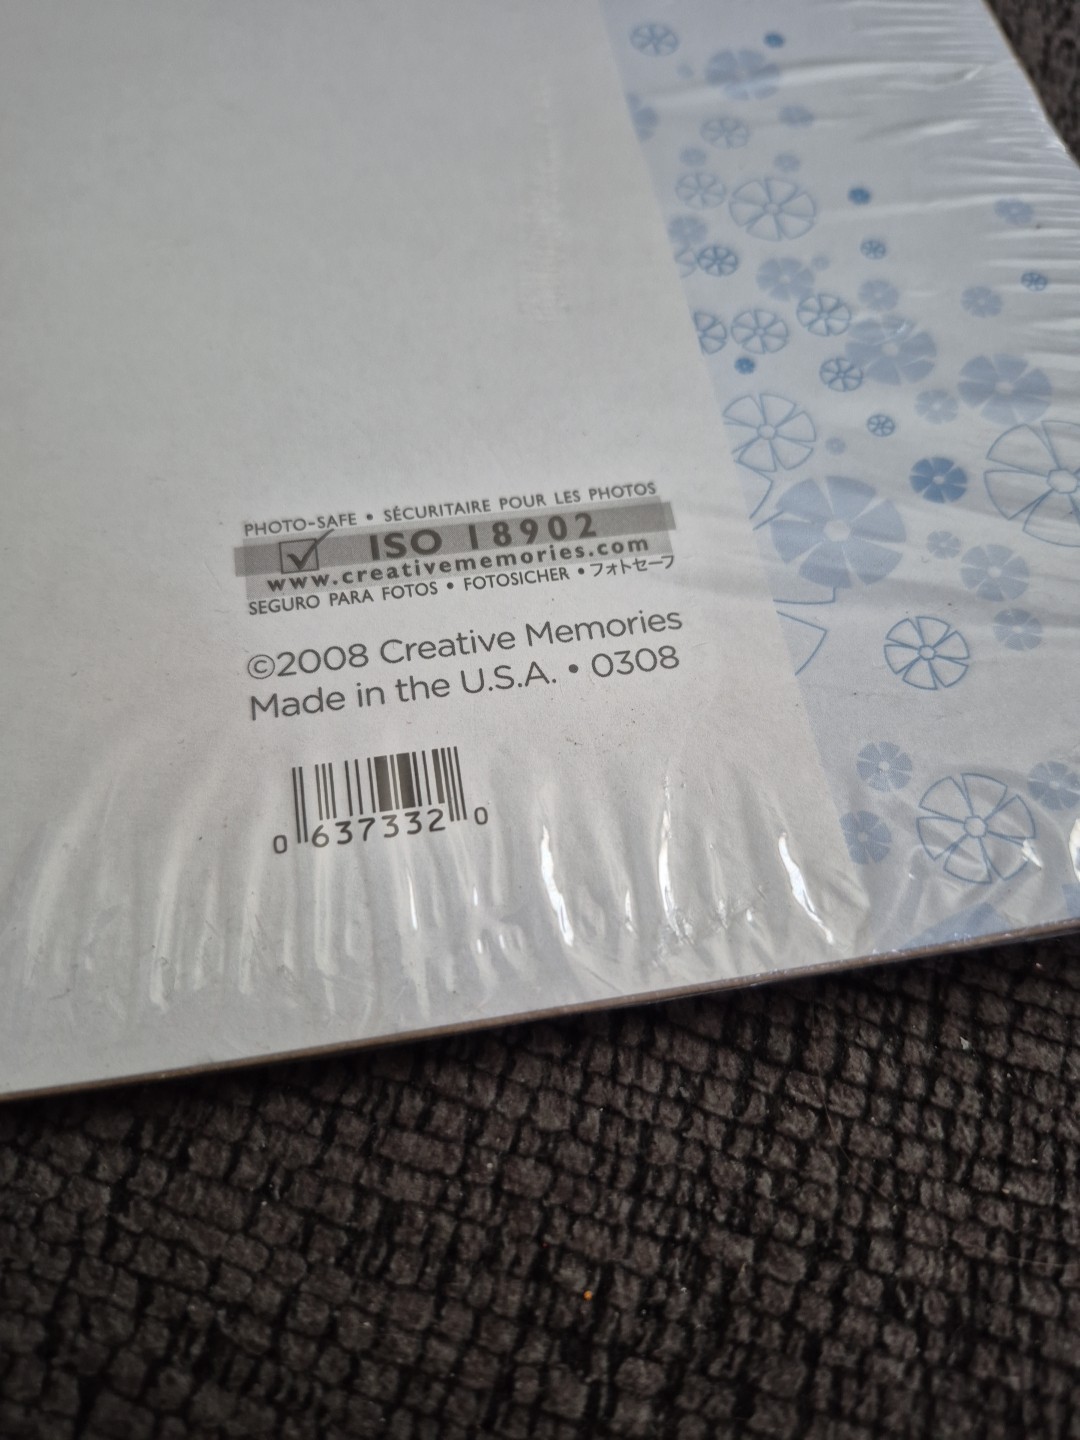 PHOTO-SAFE • SÉCURITAIRE POUR LES PHOTOS
ISO 18902
www.creativememories.com
SEGURO PARA FOTOS • FOTOSICHER • フォトセーフ
©2008 Creative Memories
Made in the U.S.A. • 0308
0 637332 0